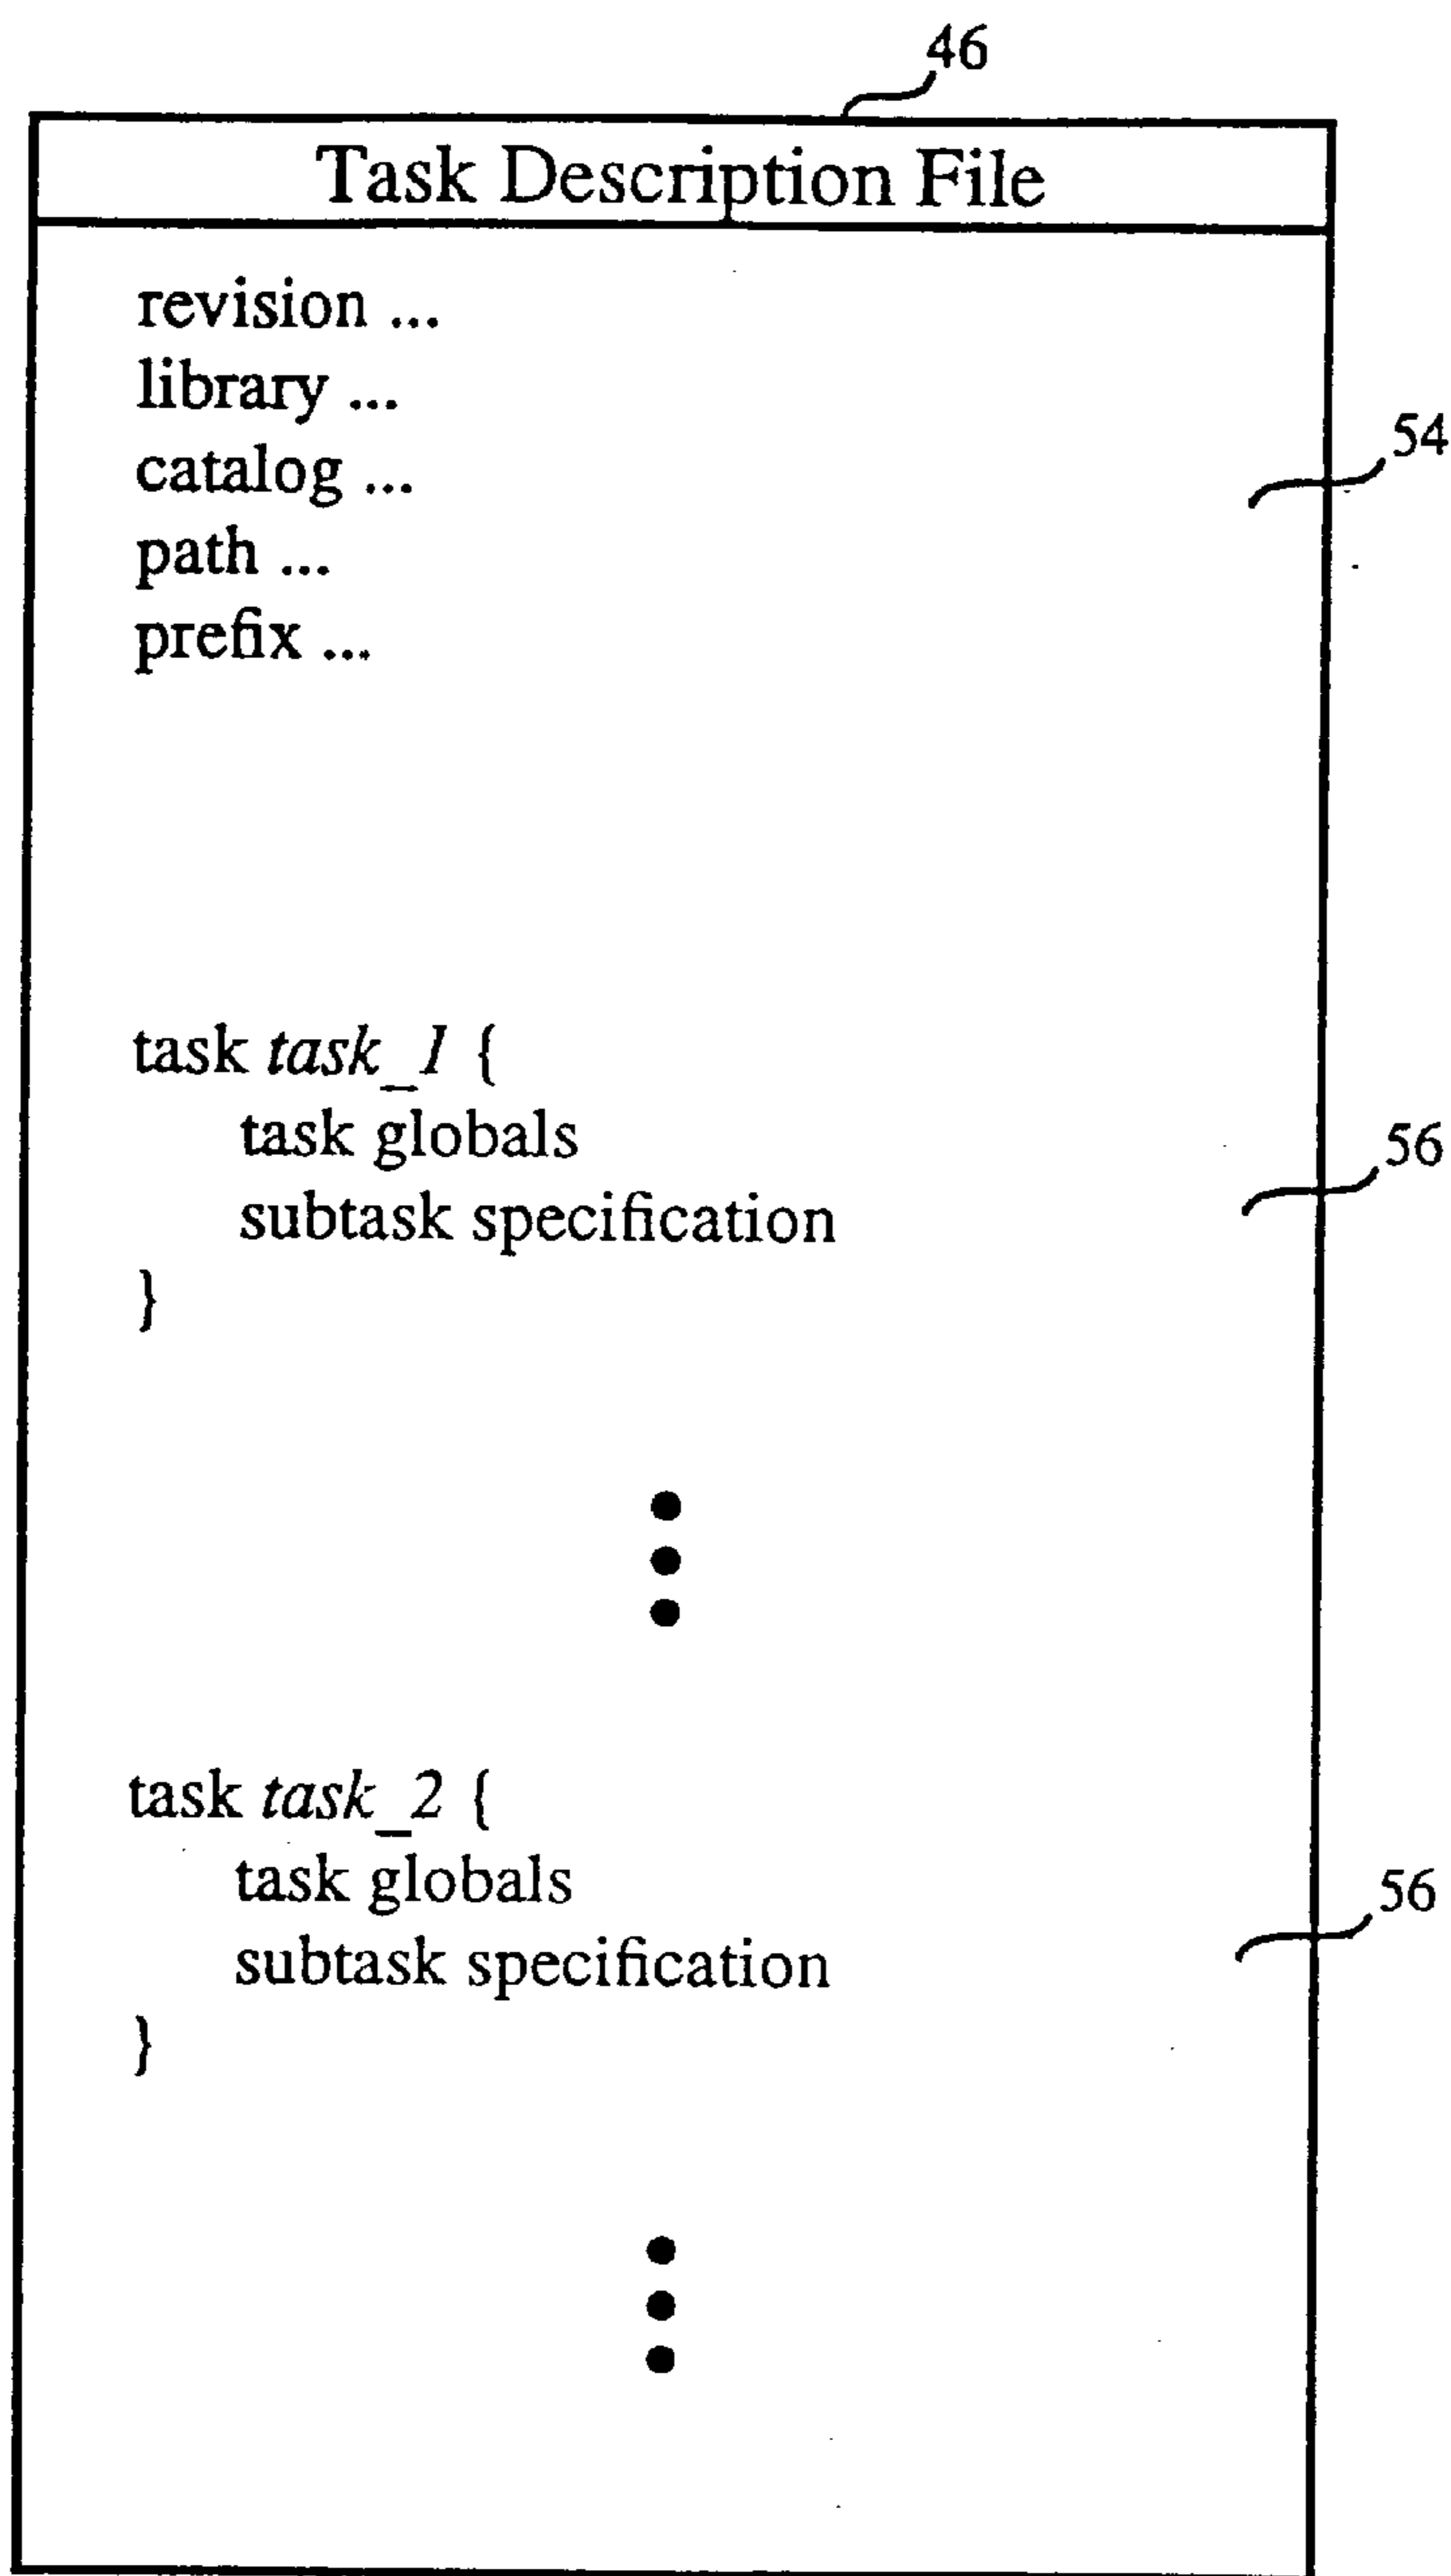 46
Task Description File
revision ...
library ...
catalog ...
54
path ...
prefix ...
task task_1 {
task globals
56
subtask specification
}
task task_2 {
task globals
56
subtask specification
}